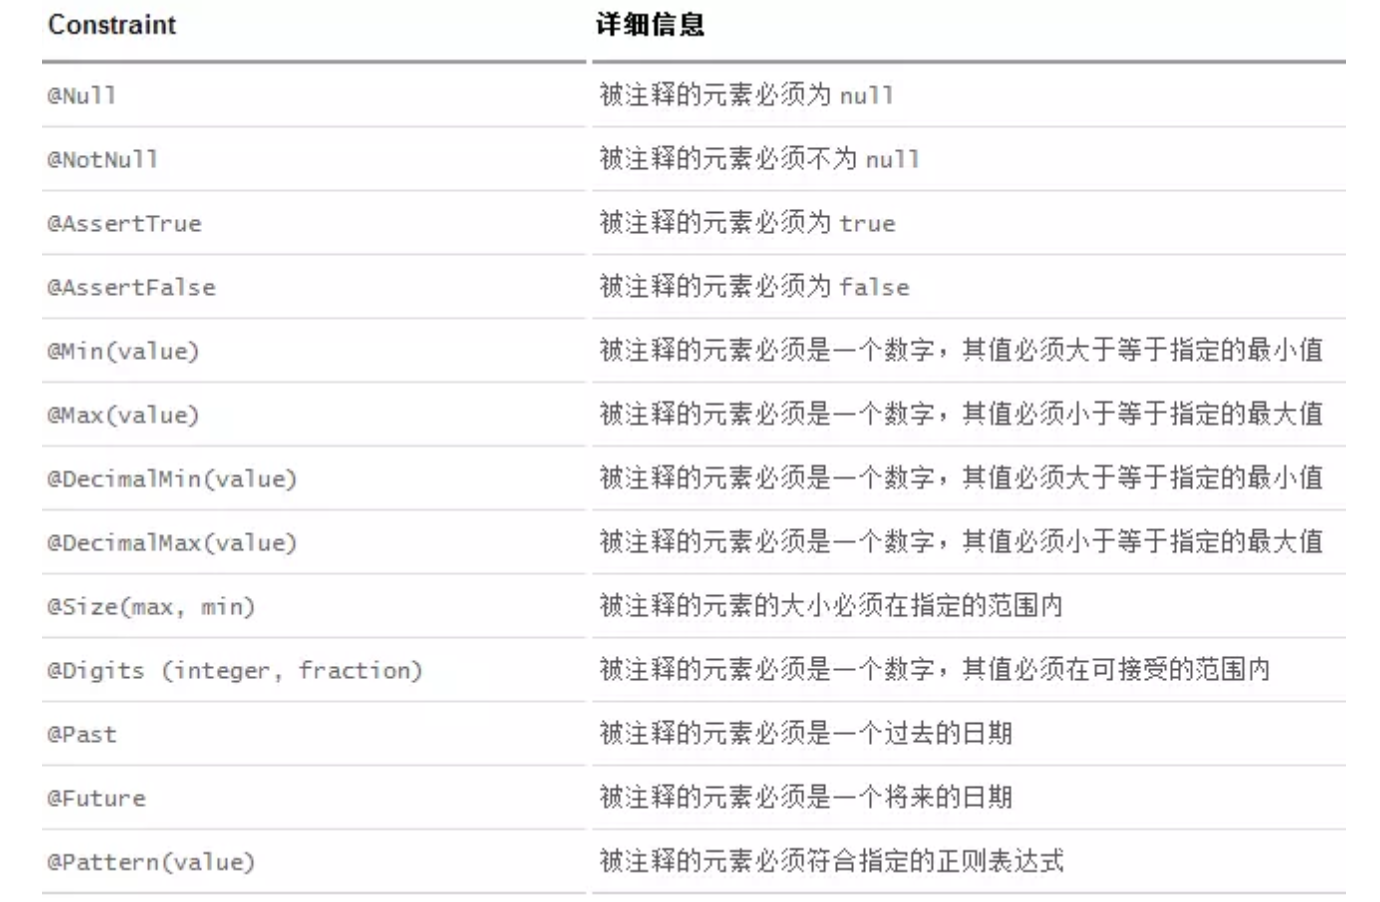 Constraint 详细信息
@Null 被注释的元素必须为 null
@NotNull 被注释的元素必须不为 null
@AssertTrue 被注释的元素必须为 true
@AssertFalse 被注释的元素必须为 false
@Min(value) 被注释的元素必须是一个数字，其值必须大于等于指定的最小值
@Max(value) 被注释的元素必须是一个数字，其值必须小于等于指定的最大值
@DecimalMin(value) 被注释的元素必须是一个数字，其值必须大于等于指定的最小值
@DecimalMax(value) 被注释的元素必须是一个数字，其值必须小于等于指定的最大值
@Size(max, min) 被注释的元素的大小必须在指定的范围内
@Digits (integer, fraction) 被注释的元素必须是一个数字，其值必须在可接受的范围内
@Past 被注释的元素必须是一个过去的日期
@Future 被注释的元素必须是一个将来的日期
@Pattern(value) 被注释的元素必须符合指定的正则表达式